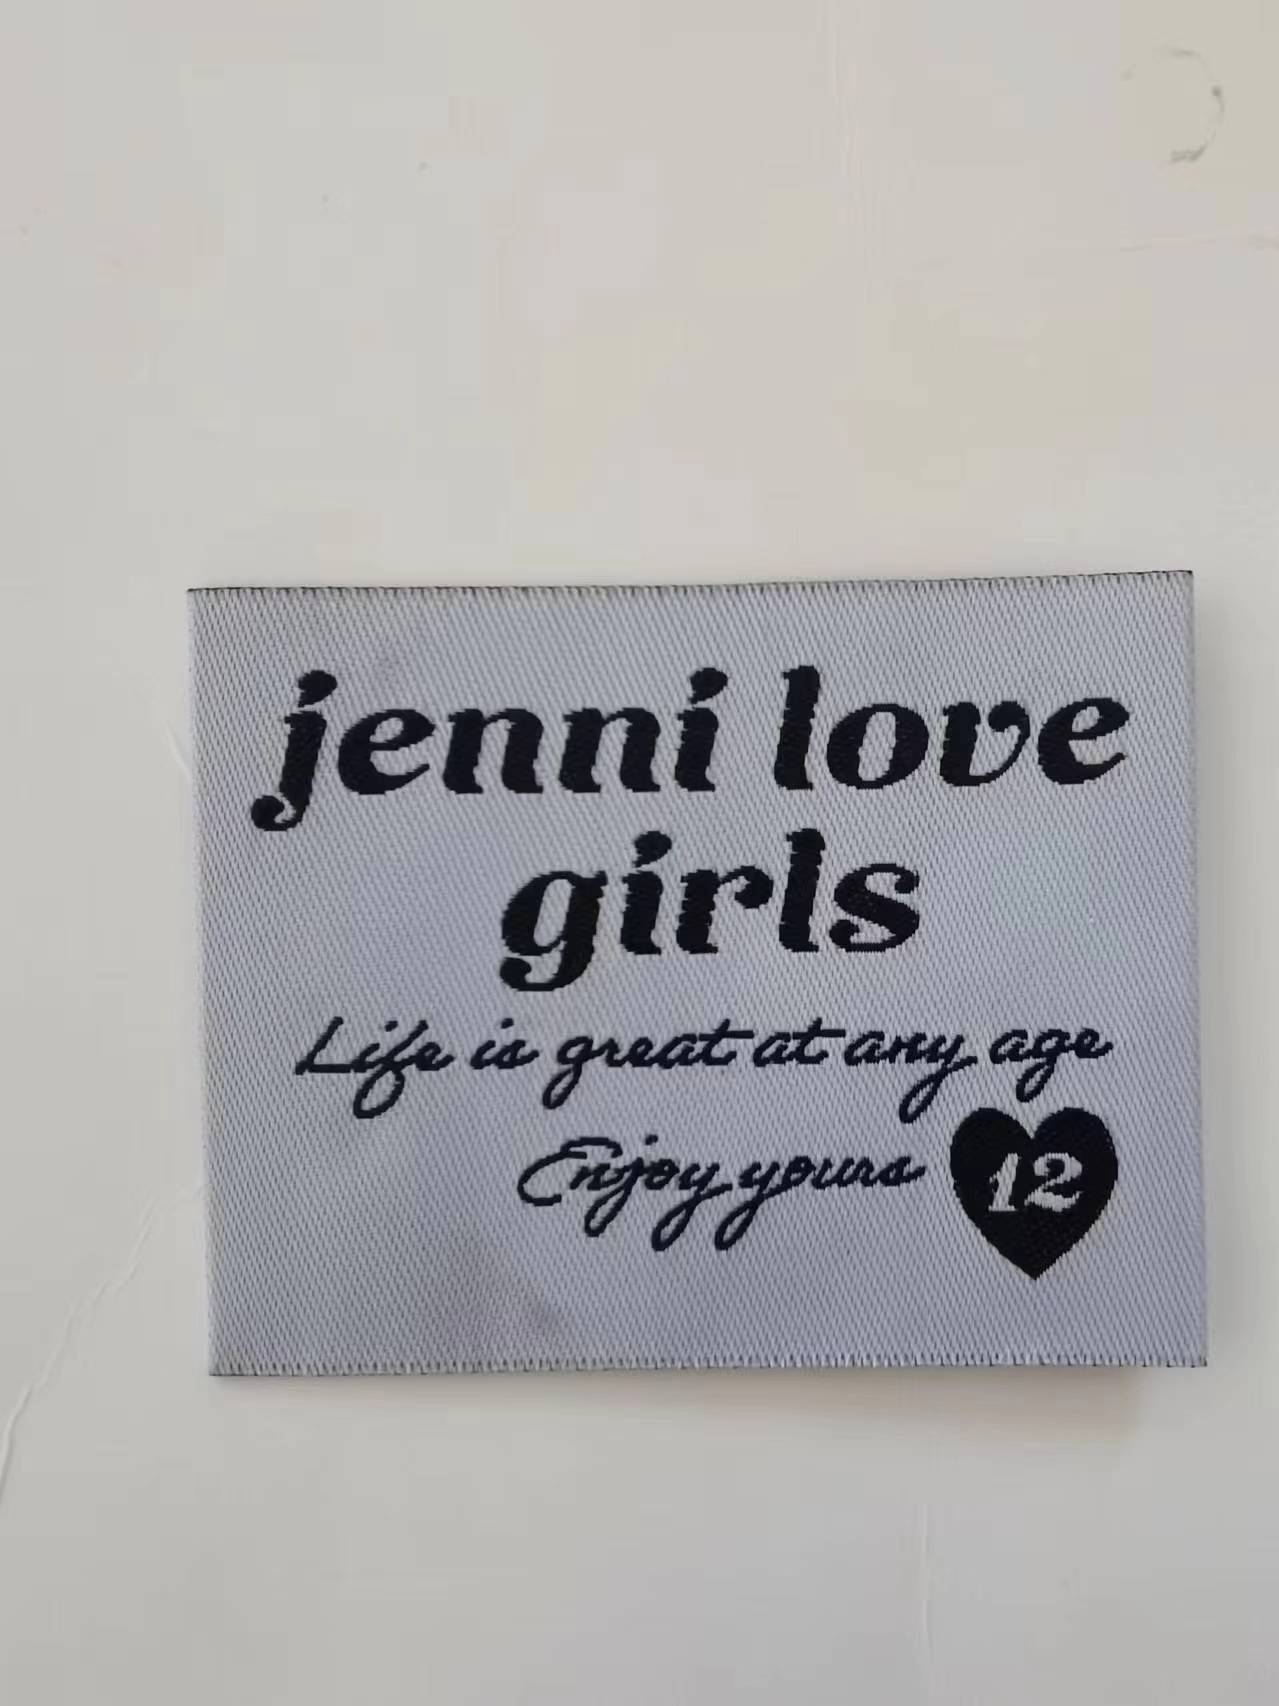 jenni love
girls
Life is great at any age
Enjoy yours 12